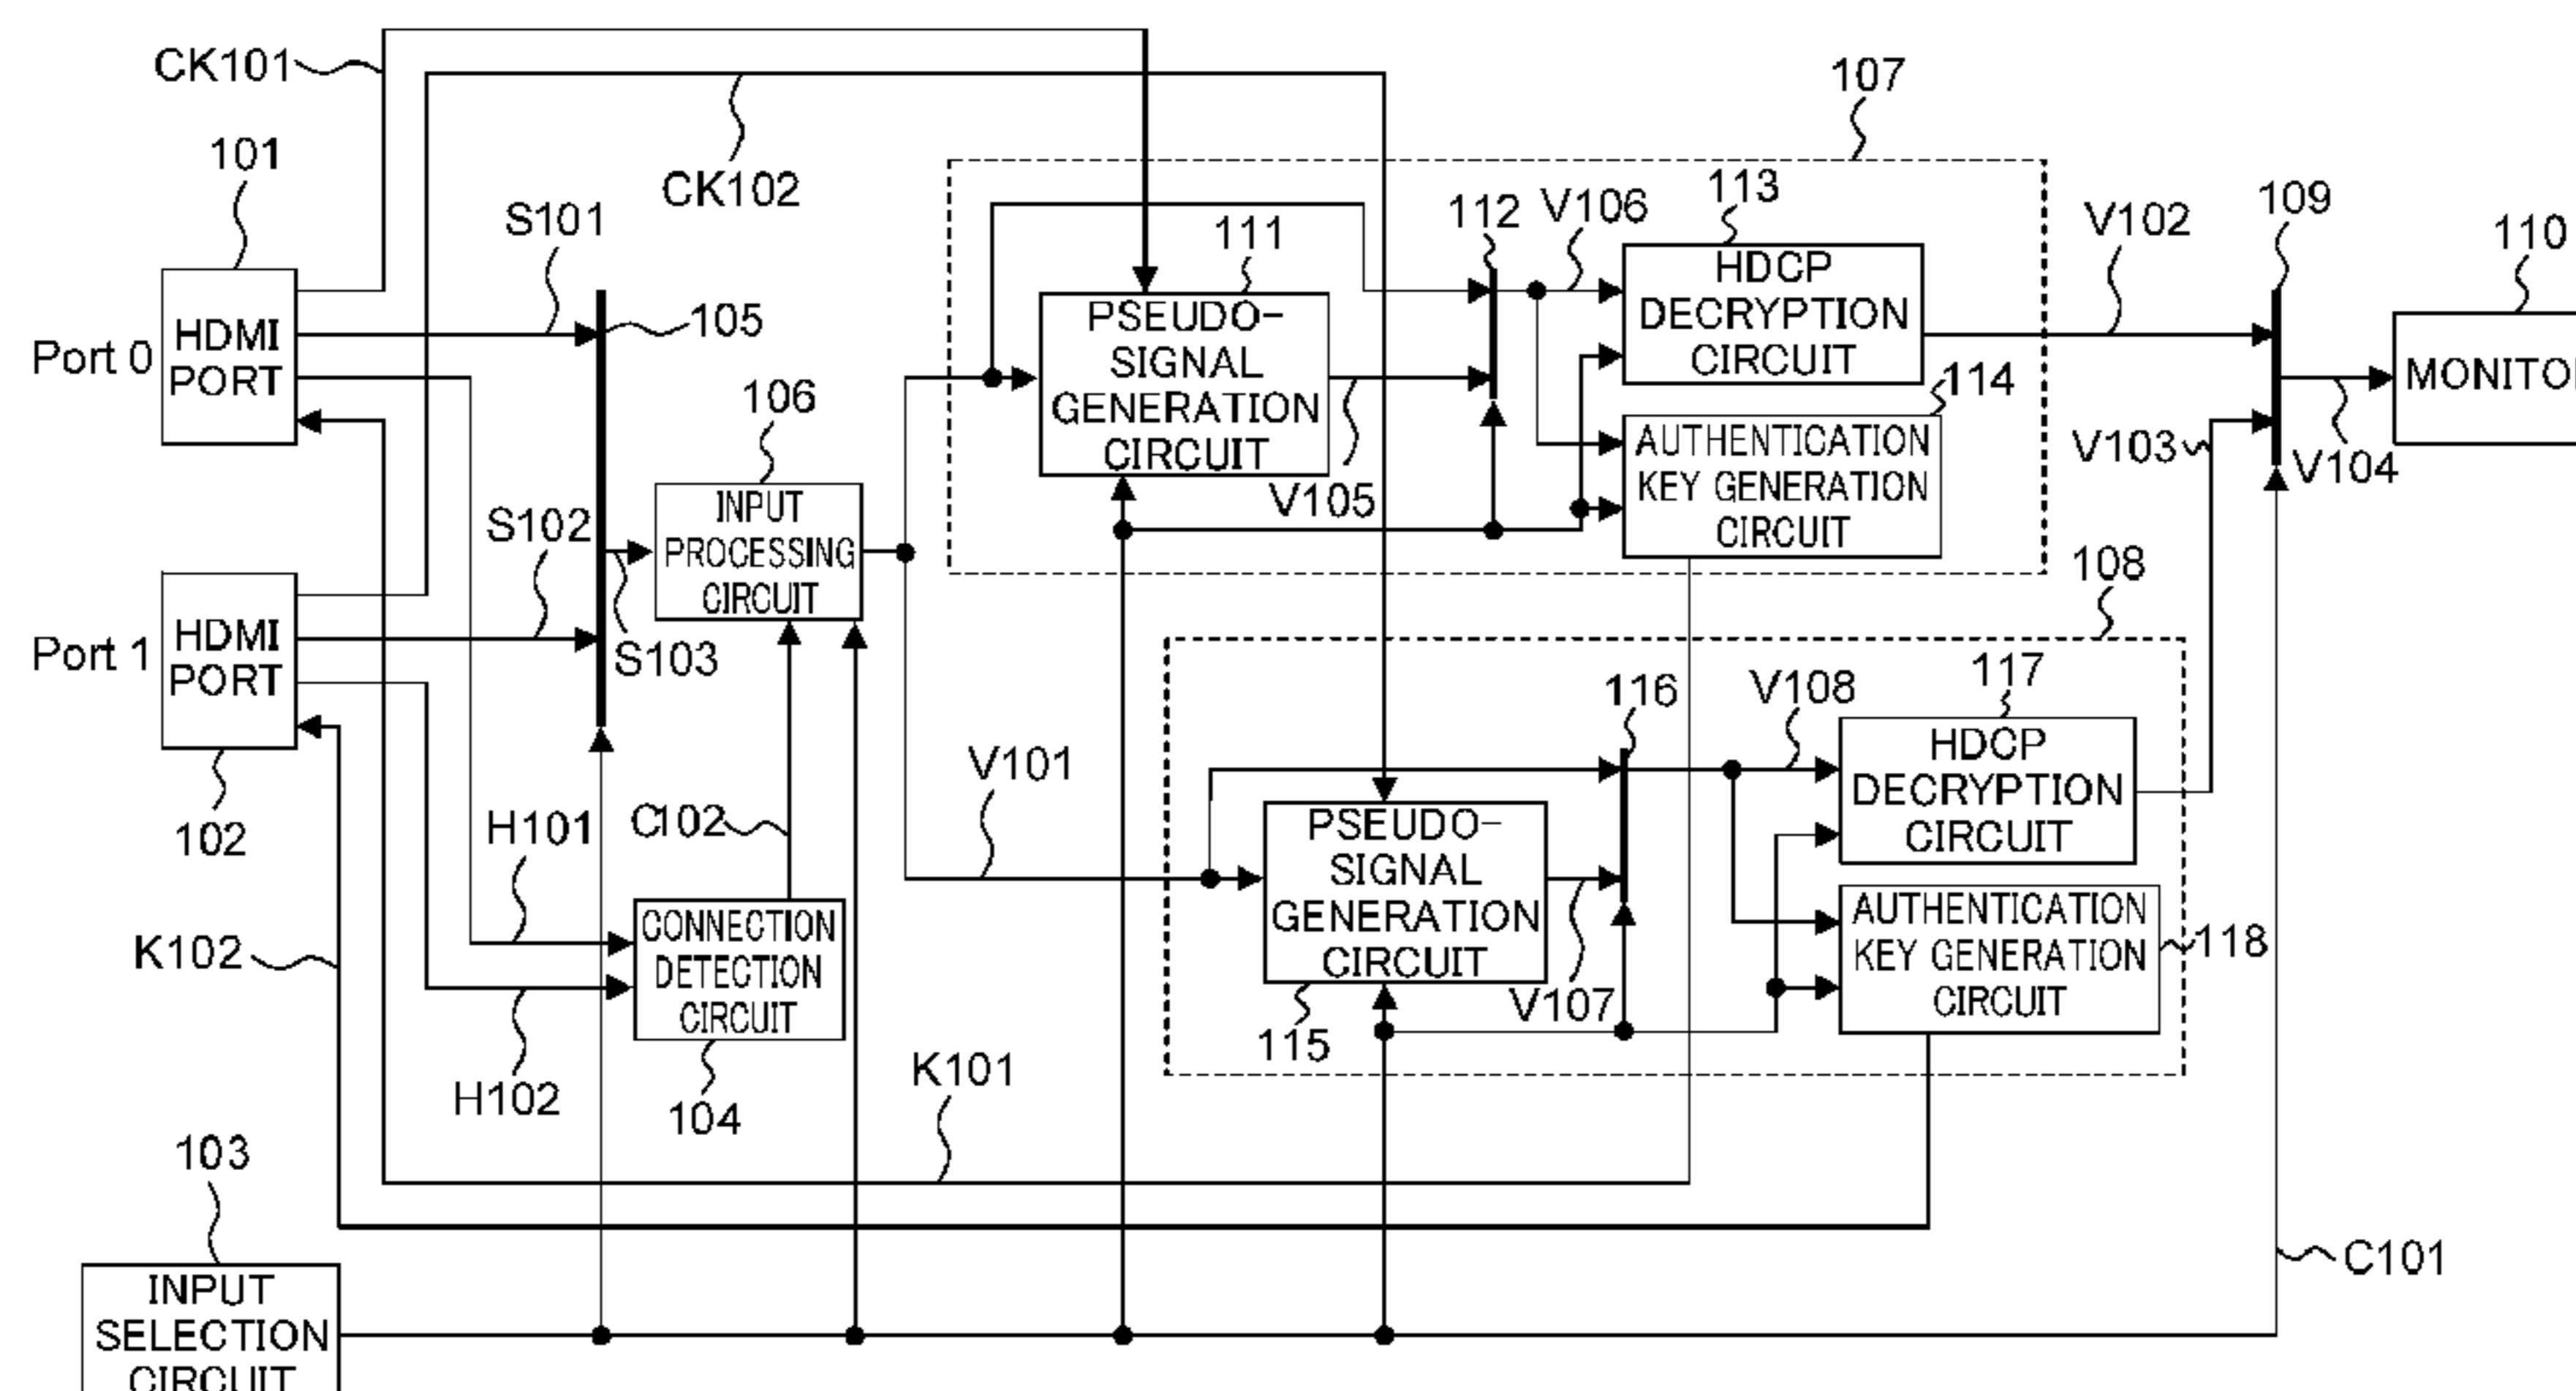 CK101
107
101
CK102
113
S101
112
V106
V102
109
111
110
HDMI
PORT
Port 0
105
PSEUDO-
SIGNAL
GENERATION
CIRCUIT
HDCP
DECRYPTION
CIRCUIT
MONITO
106
114
V105
AUTHENTICATION
KEY GENERATION
CIRCUIT
V103
V104
S102
INPUT
PROCESSING
CIRCUIT
108
Port 1
HDMI
PORT
S103
116
V108
117
102
H101
C102
V101
PSEUDO-
SIGNAL
GENERATION
CIRCUIT
HDCP
DECRYPTION
CIRCUIT
K102
CONNECTION
DETECTION
CIRCUIT
AUTHENTICATION
KEY GENERATION
CIRCUIT
118
V107
115
H102
104
K101
103
C101
INPUT
SELECTION
CIRCUIT